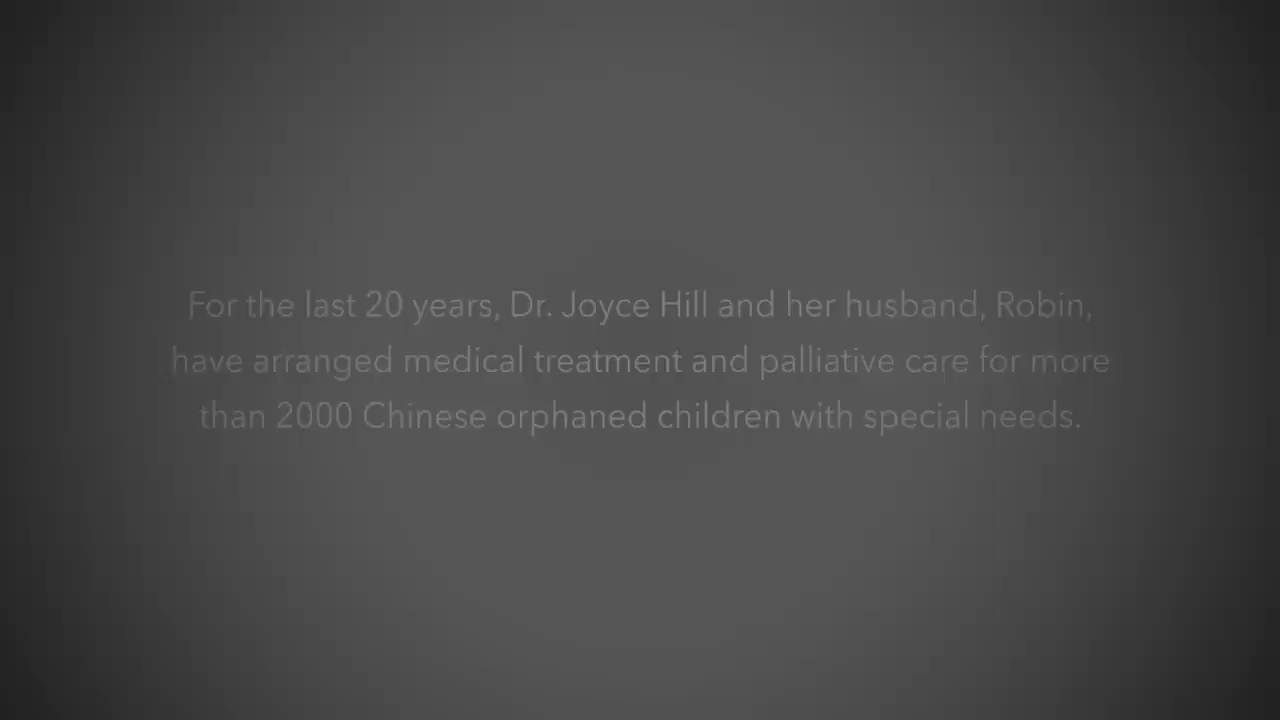 For the last 20 years, Dr. Joyce Hill and her husband, Robin,
have arranged medical treatment and palliative care for more
than 2000 Chinese orphaned children with special needs.